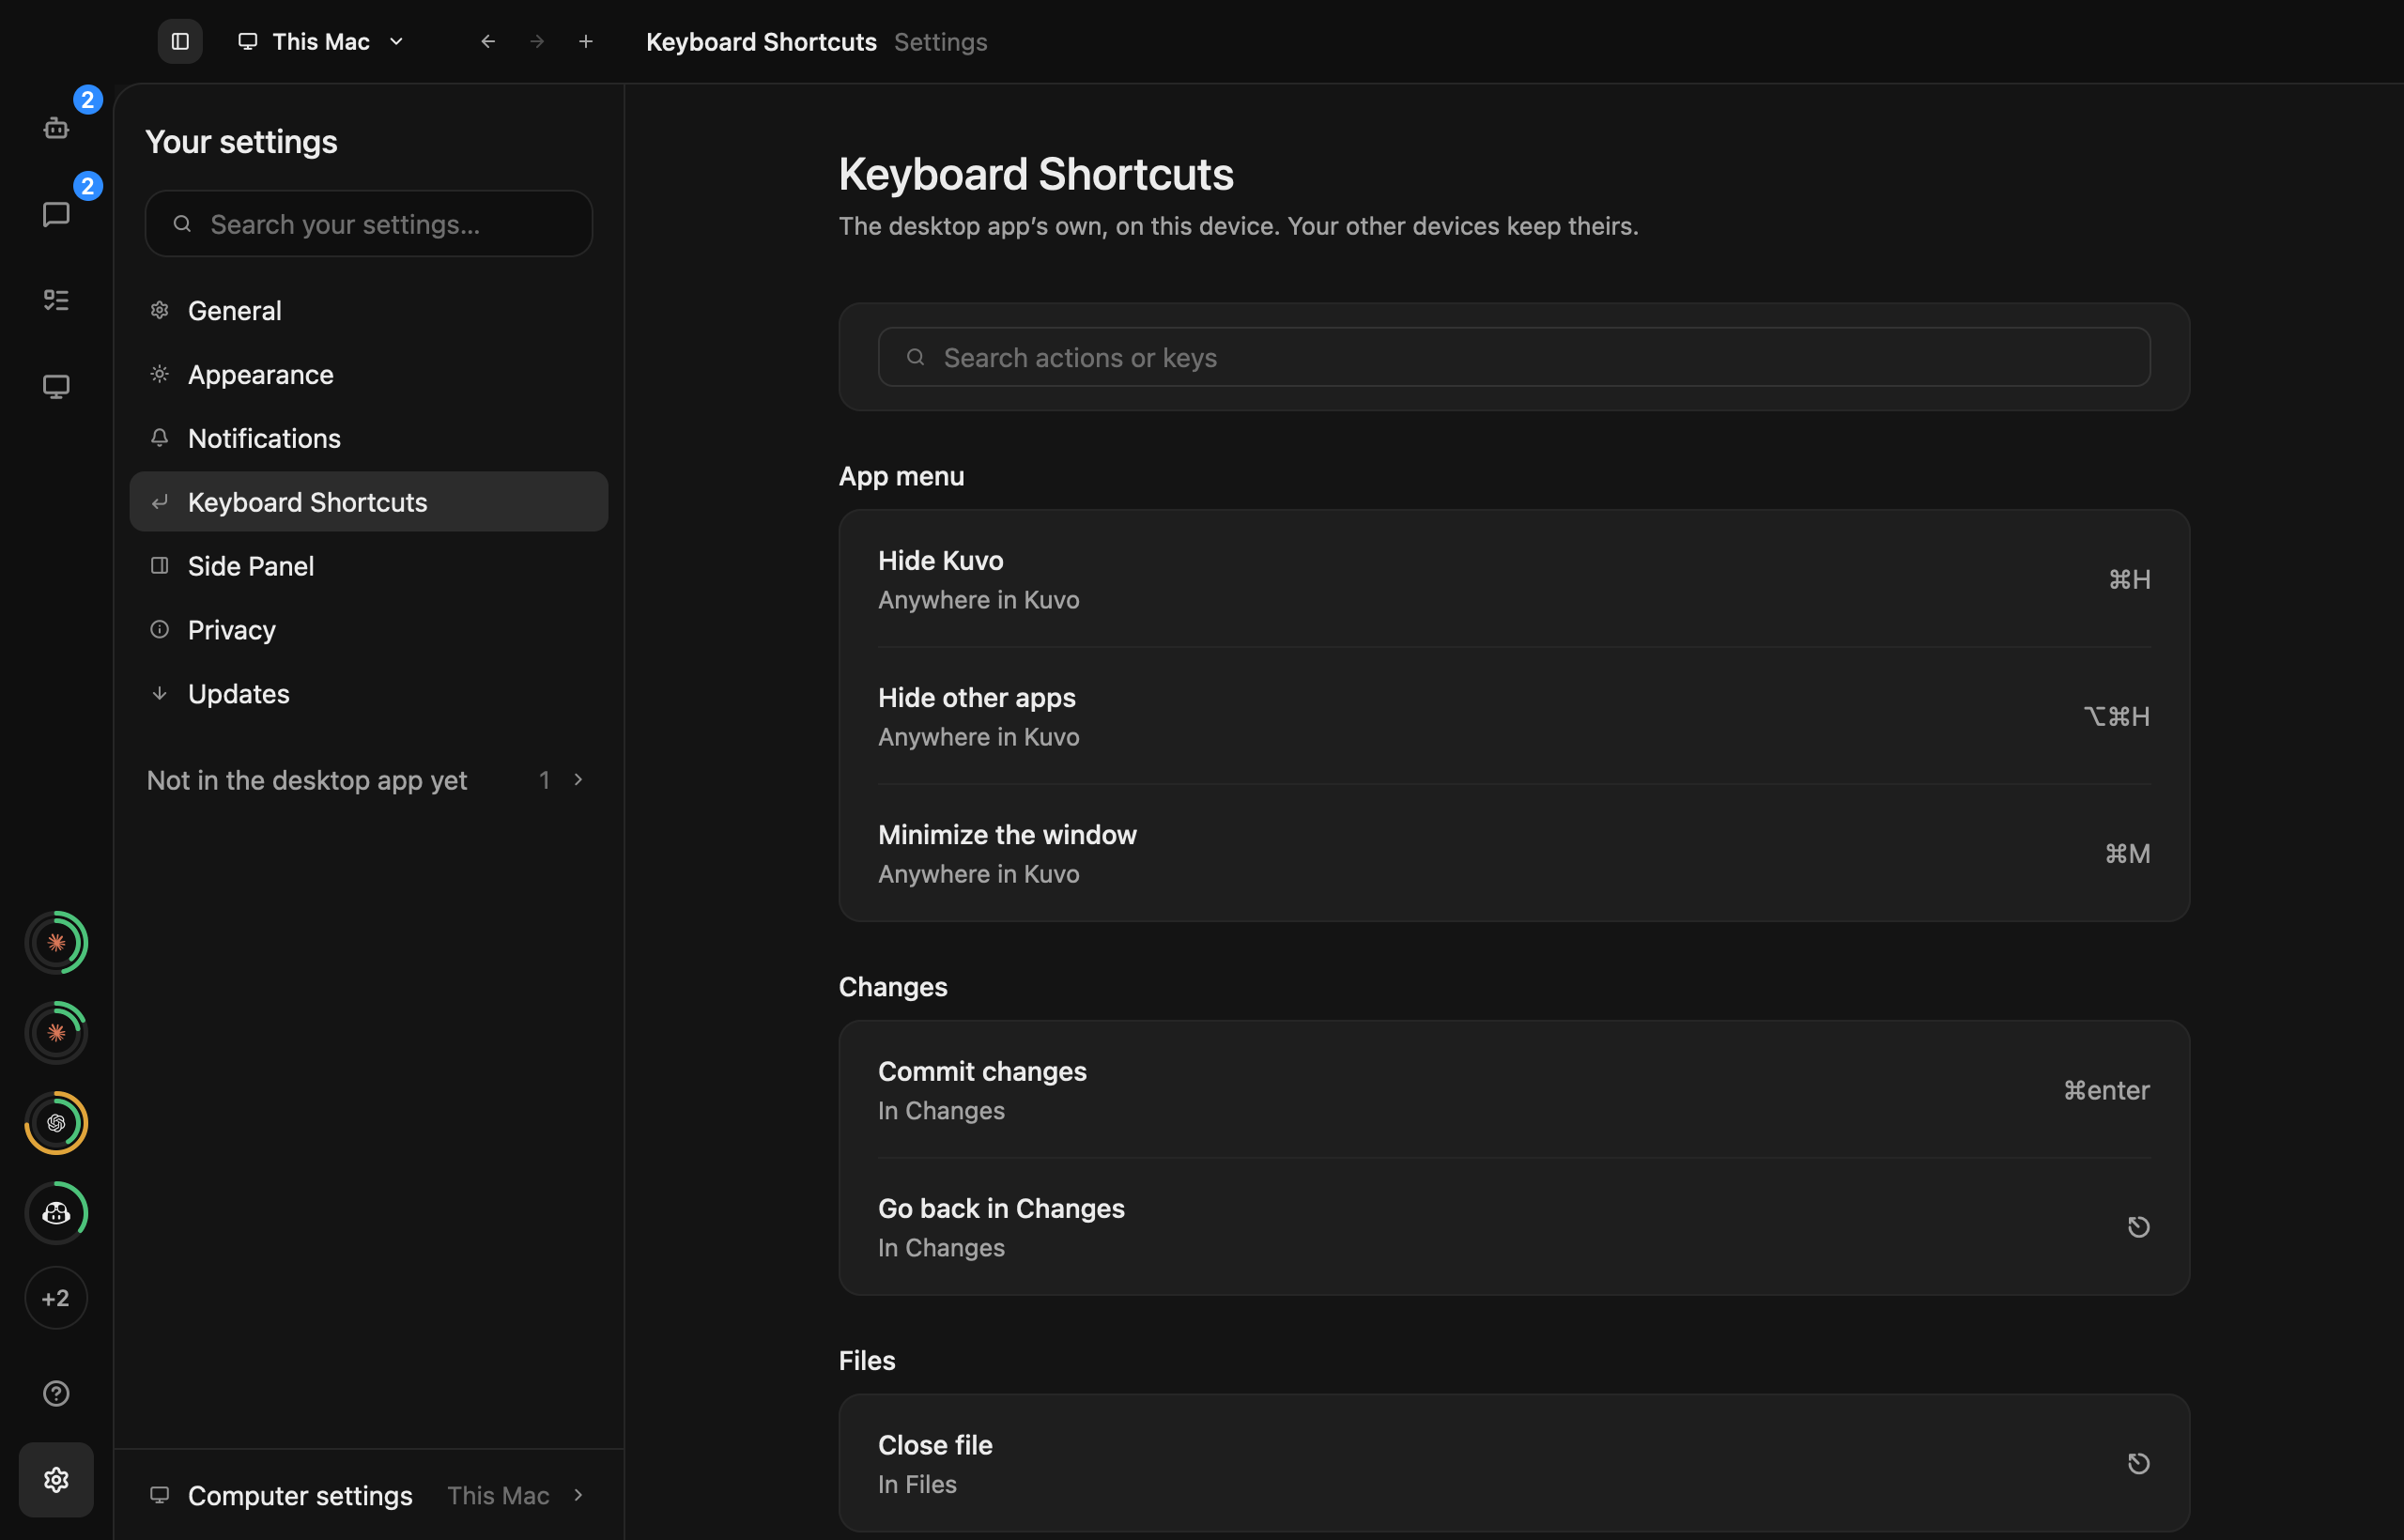 This Mac
Keyboard Shortcuts Settings
2
2
Your settings
Search your settings...
General
Appearance
Notifications
Keyboard Shortcuts
Side Panel
Privacy
Updates
Not in the desktop app yet 1
+2
Computer settings This Mac
Keyboard Shortcuts
The desktop app’s own, on this device. Your other devices keep theirs.
Search actions or keys
App menu
Hide Kuvo
Anywhere in Kuvo
⌘H
Hide other apps
Anywhere in Kuvo
⌥⌘H
Minimize the window
Anywhere in Kuvo
⌘M
Changes
Commit changes
In Changes
⌘enter
Go back in Changes
In Changes
⎋
Files
Close file
In Files
⎋